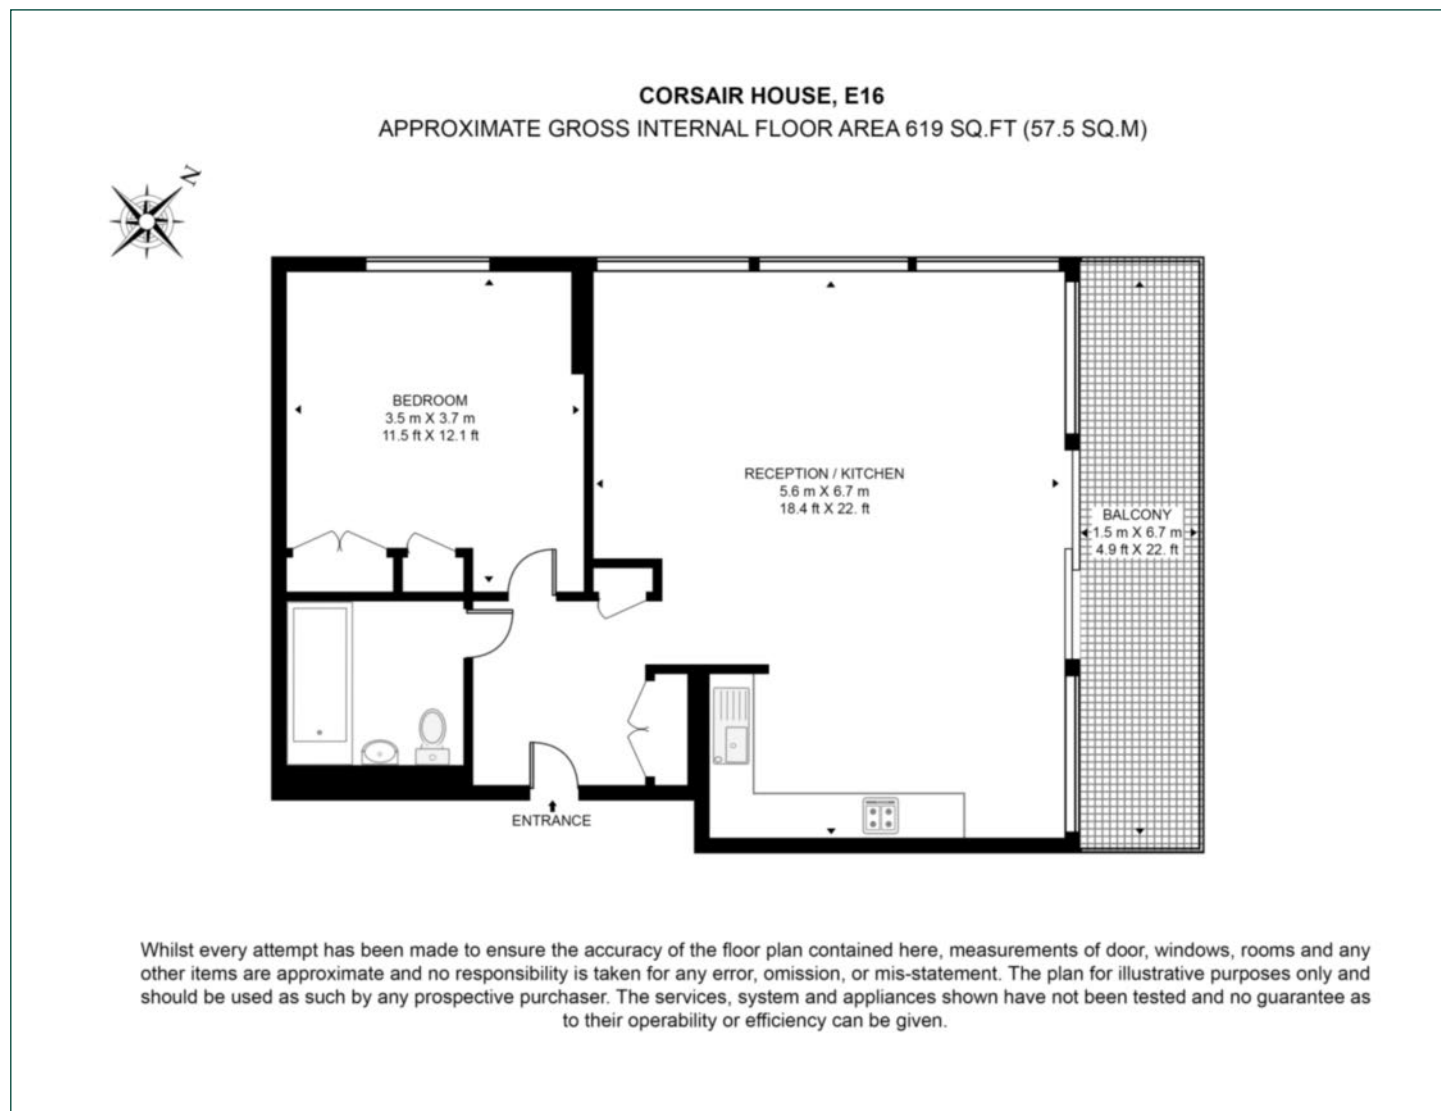 CORSAIR HOUSE, E16
APPROXIMATE GROSS INTERNAL FLOOR AREA 619 SQ.FT (57.5 SQ.M)
N
BEDROOM
3.5 m X 3.7 m
11.5 ft X 12.1 ft
RECEPTION / KITCHEN
5.6 m X 6.7 m
18.4 ft X 22. ft
BALCONY
1.5 m X 6.7 m
4.9 ft X 22. ft
ENTRANCE
Whilst every attempt has been made to ensure the accuracy of the floor plan contained here, measurements of door, windows, rooms and any
other items are approximate and no responsibility is taken for any error, omission, or mis-statement. The plan for illustrative purposes only and
should be used as such by any prospective purchaser. The services, system and appliances shown have not been tested and no guarantee as
to their operability or efficiency can be given.